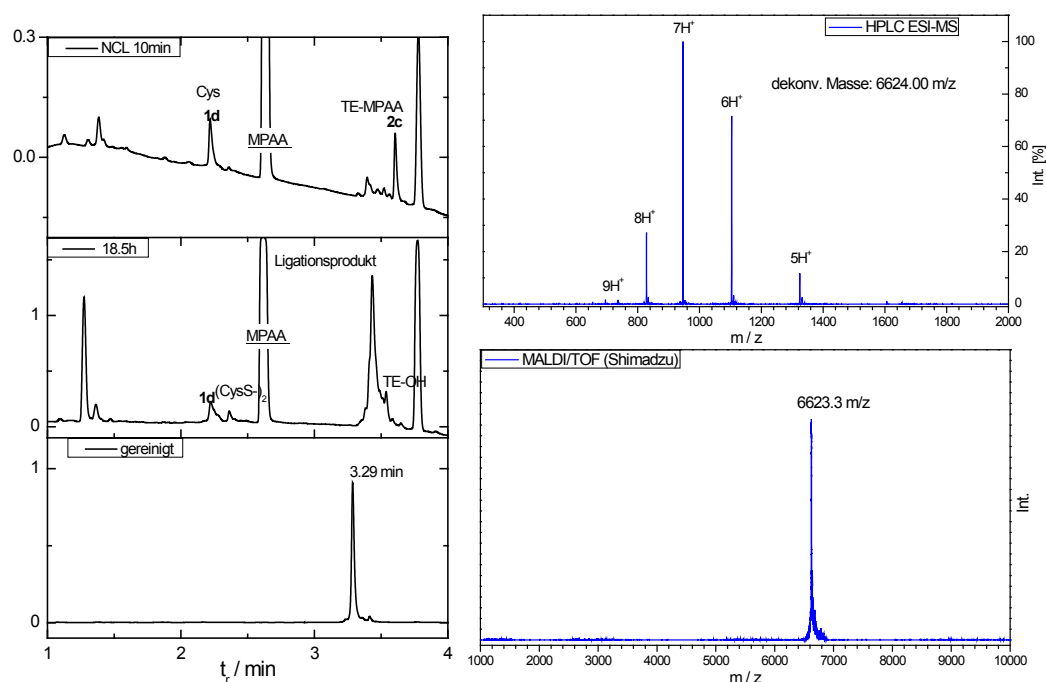 NCL 10min
0.3
Cys
1d
MPAA
TE-MPAA
2c
0.0
18.5h
Ligationsprodukt
1
MPAA
1d
(CysS-)2
TE-OH
0
gereinigt
1
3.29 min
0
1 2 3 4
tr / min
HPLC ESI-MS
7H+
100
dekonv. Masse: 6624.00 m/z
80
6H+
60
Int. [%]
40
8H+
20
9H+
5H+
0
400 600 800 1000 1200 1400 1600 1800 2000
m / z
MALDI/TOF (Shimadzu)
6623.3 m/z
Int.
1000 2000 3000 4000 5000 6000 7000 8000 9000 10000
m / z